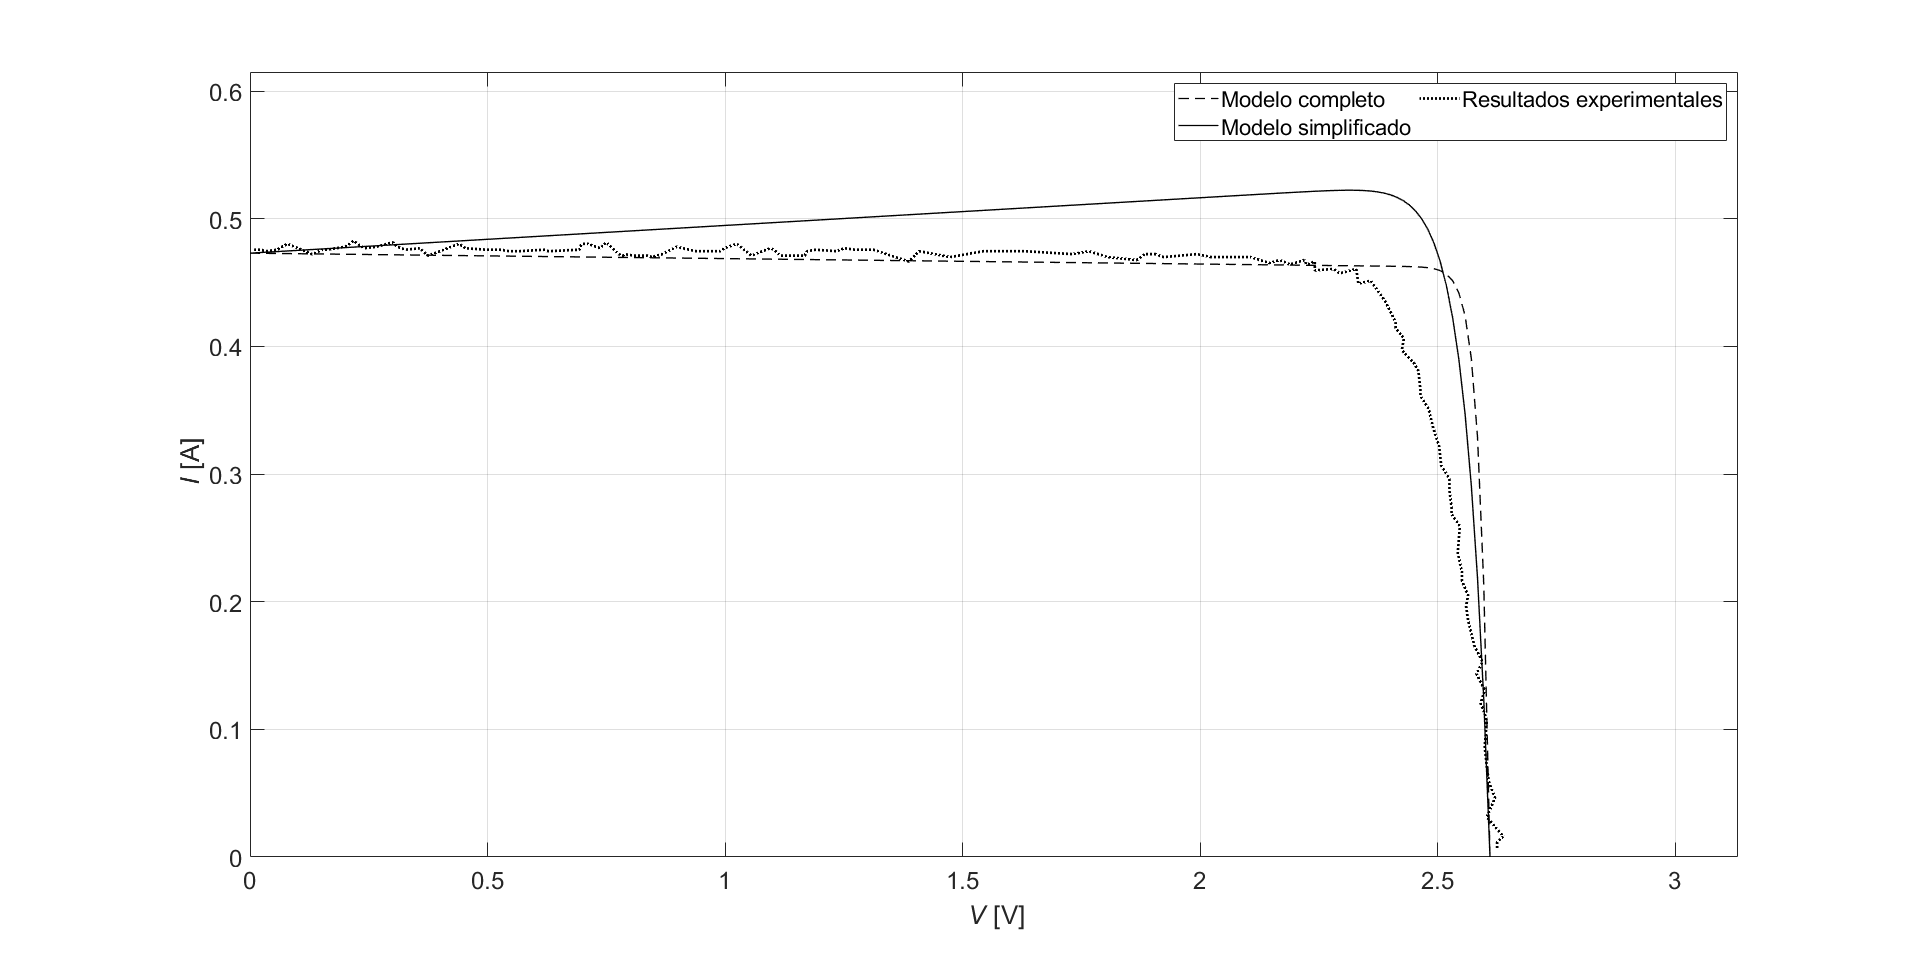 Modelo completo
Resultados experimentales
Modelo simplificado
0.6
0.5
0.4
0.3
0.2
0.1
0
I [A]
0
0.5
1
1.5
2
2.5
3
V [V]